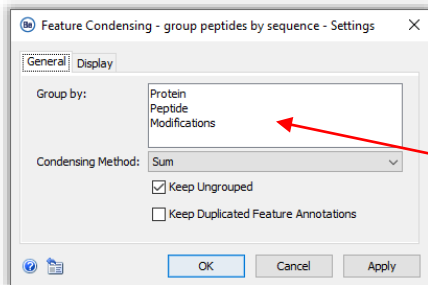 Be Feature Condensing - group peptides by sequence - Settings
General Display
Group by: Protein
Peptide
Modifications
Condensing Method: Sum
Keep Ungrouped
Keep Duplicated Feature Annotations
OK Cancel Apply